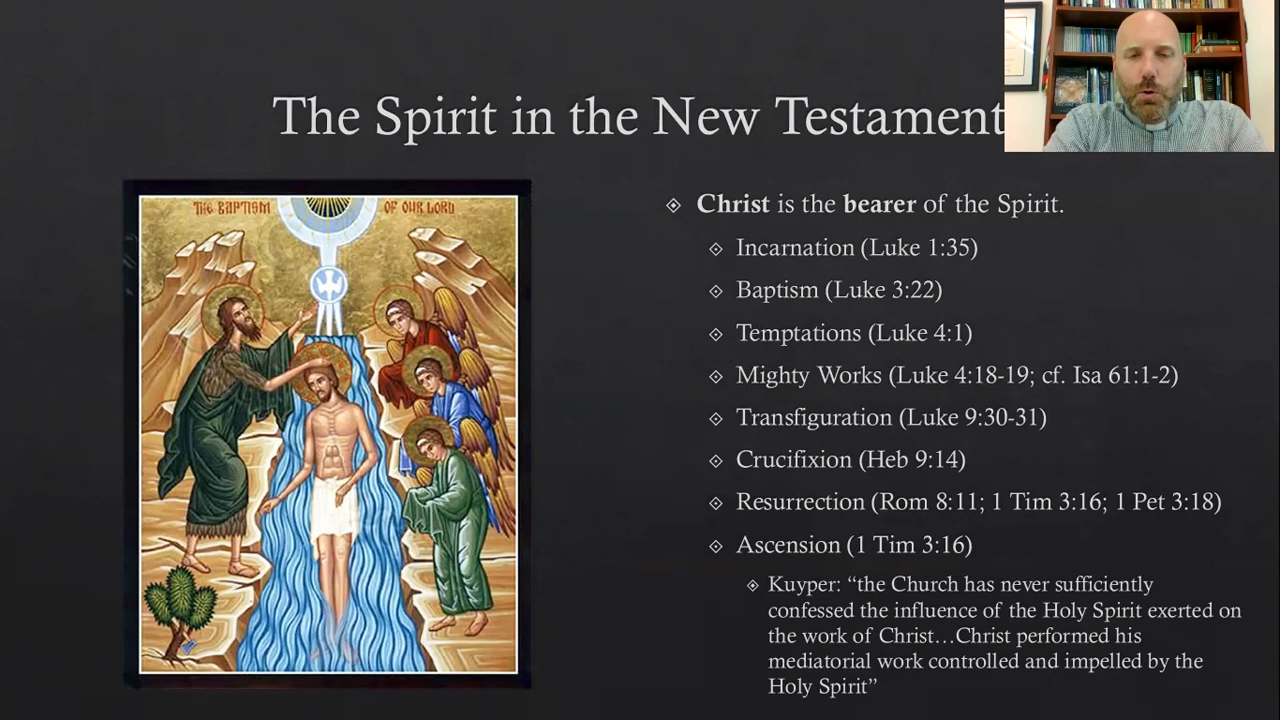 The Spirit in the New Testament
THE BAPTISM OF OUR LORD
Christ is the bearer of the Spirit.
Incarnation (Luke 1:35)
Baptism (Luke 3:22)
Temptations (Luke 4:1)
Mighty Works (Luke 4:18-19; cf. Isa 61:1-2)
Transfiguration (Luke 9:30-31)
Crucifixion (Heb 9:14)
Resurrection (Rom 8:11; 1 Tim 3:16; 1 Pet 3:18)
Ascension (1 Tim 3:16)
Kuyper: “the Church has never sufficiently
confessed the influence of the Holy Spirit exerted on
the work of Christ…Christ performed his
mediatorial work controlled and impelled by the
Holy Spirit”